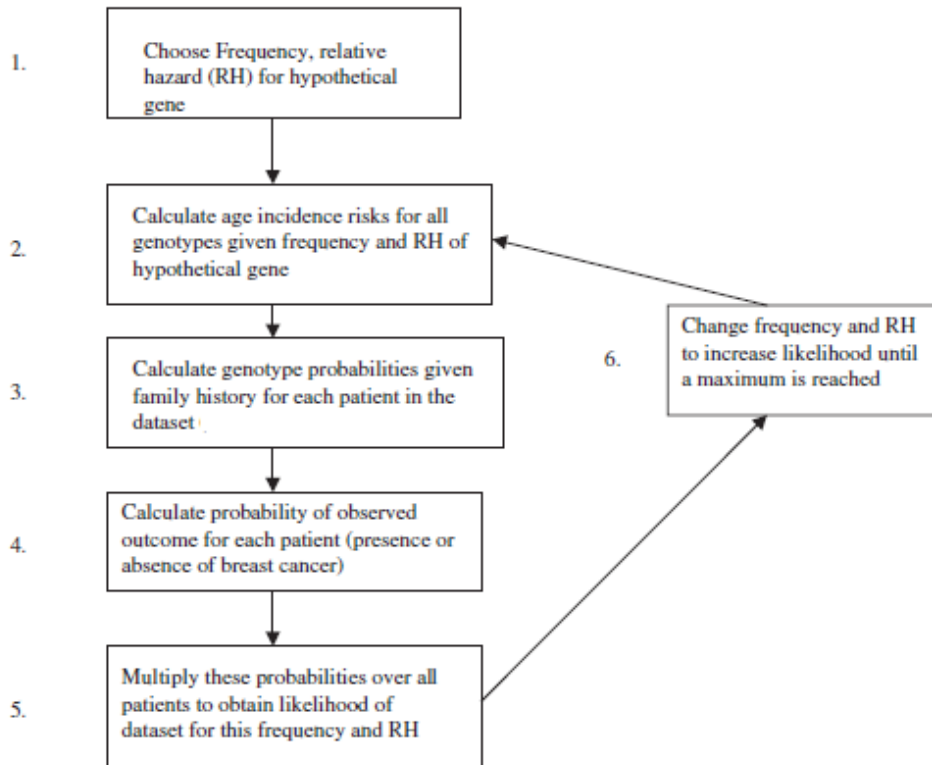 1.
Choose Frequency, relative
hazard (RH) for hypothetical
gene
2.
Calculate age incidence risks for all
genotypes given frequency and RH of
hypothetical gene
3.
Calculate genotype probabilities given
family history for each patient in the
dataset
4.
Calculate probability of observed
outcome for each patient (presence or
absence of breast cancer)
5.
Multiply these probabilities over all
patients to obtain likelihood of
dataset for this frequency and RH
6.
Change frequency and RH
to increase likelihood until
a maximum is reached